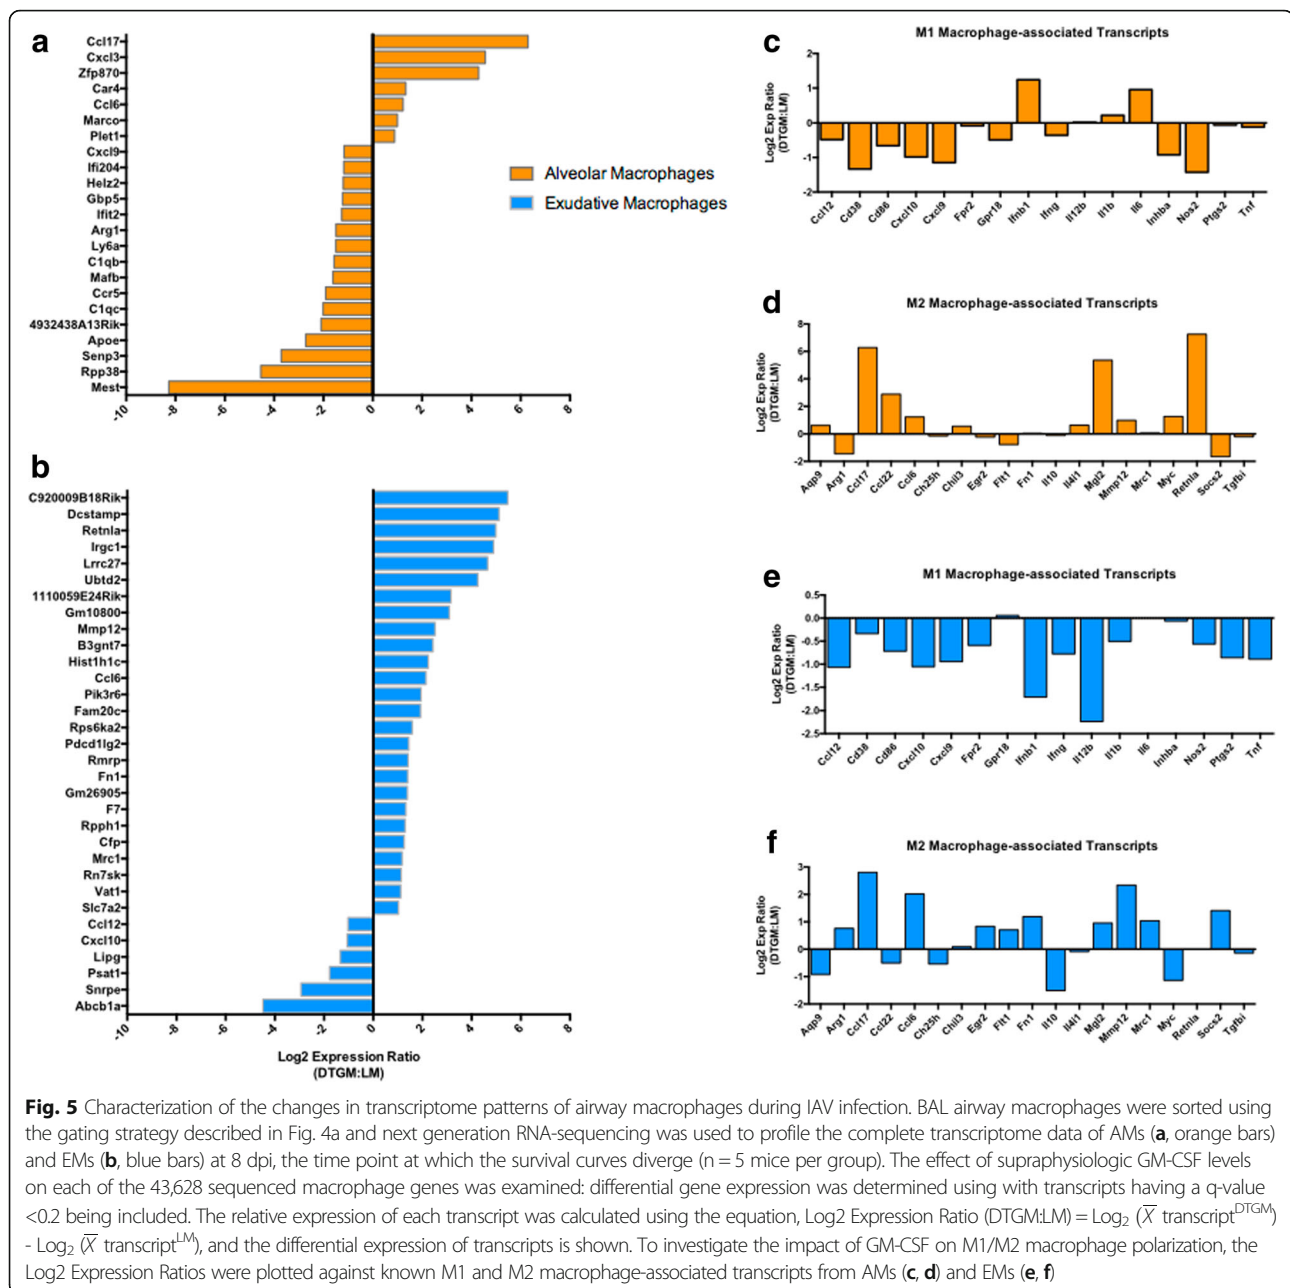 a
Ccl17
Cxcl3
Zfp870
Car4
Ccl6
Marco
Plet1
Cxcl9
Ifi204
Helz2
Gbp5
Ifit2
Arg1
Ly6a
C1qb
Mafb
Ccr5
C1qc
4932438A13Rik
Apoe
Senp3
Rpp38
Mest
-10 -8 -6 -4 -2 0 2 4 6 8
Alveolar Macrophages
Exudative Macrophages
b
C920009B18Rik
Dcstamp
Retnla
Irgc1
Lrrc27
Ubtd2
1110059E24Rik
Gm10800
Mmp12
B3gnt7
Hist1h1c
Ccl6
Pik3r6
Fam20c
Rps6ka2
Pdcd1lg2
Rmrp
Fn1
Gm26905
F7
Rpph1
Cfp
Mrc1
Rn7sk
Vat1
Slc7a2
Ccl12
Cxcl10
Lipg
Psat1
Snrpe
Abcb1a
-10 -8 -6 -4 -2 0 2 4 6 8
Log2 Expression Ratio
(DTGM:LM)
c
M1 Macrophage-associated Transcripts
Log2 Exp Ratio
(DTGM:LM)
2
1
0
-1
-2
Ccl12 Cd38 Cd86 Cxcl10 Cxcl9 Fpr2 Gpr18 Ifnb1 Ifng Il12b Il1b Il6 Inhba Nos2 Ptgs2 Tnf
d
M2 Macrophage-associated Transcripts
Log2 Exp Ratio
(DTGM:LM)
8
6
4
2
0
-2
Aqp9 Arg1 Ccl17 Ccl22 Ccl6 Ch25h Chil3 Egr2 Flt1 Fn1 Il10 Il4l1 Mgl2 Mmp12 Mrc1 Myc Retnla Socs2 Tgfbi
e
M1 Macrophage-associated Transcripts
Log2 Exp Ratio
(DTGM:LM)
0.5
0.0
-0.5
-1.0
-1.5
-2.0
-2.5
Ccl12 Cd38 Cd86 Cxcl10 Cxcl9 Fpr2 Gpr18 Ifnb1 Ifng Il12b Il1b Il6 Inhba Nos2 Ptgs2 Tnf
f
M2 Macrophage-associated Transcripts
Log2 Exp Ratio
(DTGM:LM)
3
2
1
0
-1
-2
Aqp9 Arg1 Ccl17 Ccl22 Ccl6 Ch25h Chil3 Egr2 Flt1 Fn1 Il10 Il4l1 Mgl2 Mmp12 Mrc1 Myc Retnla Socs2 Tgfbi
Fig. 5 Characterization of the changes in transcriptome patterns of airway macrophages during IAV infection. BAL airway macrophages were sorted using
the gating strategy described in Fig. 4a and next generation RNA-sequencing was used to profile the complete transcriptome data of AMs (a, orange bars)
and EMs (b, blue bars) at 8 dpi, the time point at which the survival curves diverge (n = 5 mice per group). The effect of supraphysiologic GM-CSF levels
on each of the 43,628 sequenced macrophage genes was examined: differential gene expression was determined using with transcripts having a q-value
<0.2 being included. The relative expression of each transcript was calculated using the equation, Log2 Expression Ratio (DTGM:LM) = Log₂ (X̅ transcript^DTGM)
- Log₂ (X̅ transcript^LM), and the differential expression of transcripts is shown. To investigate the impact of GM-CSF on M1/M2 macrophage polarization, the
Log2 Expression Ratios were plotted against known M1 and M2 macrophage-associated transcripts from AMs (c, d) and EMs (e, f)